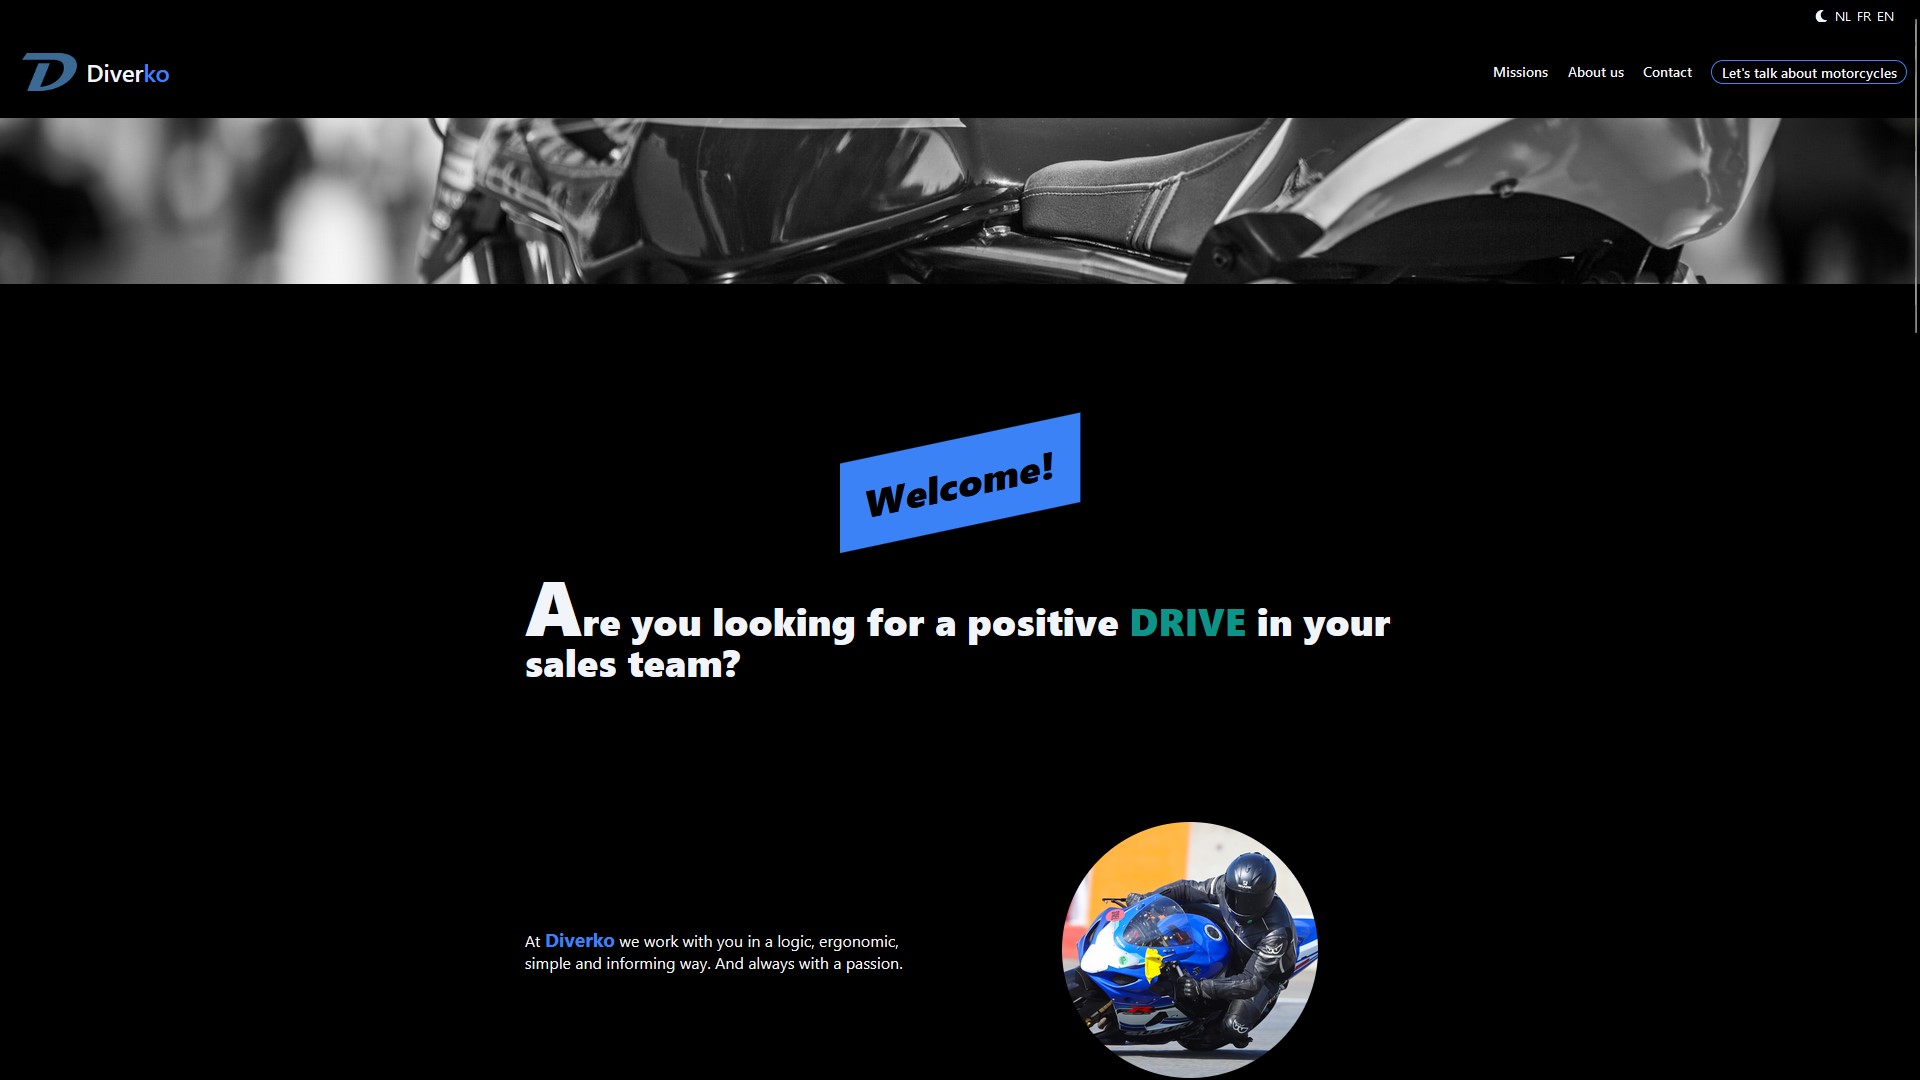 NL FR EN
Diverko
Missions About us Contact Let's talk about motorcycles
Welcome!
Are you looking for a positive DRIVE in your
sales team?
At Diverko we work with you in a logic, ergonomic,
simple and informing way. And always with a passion.